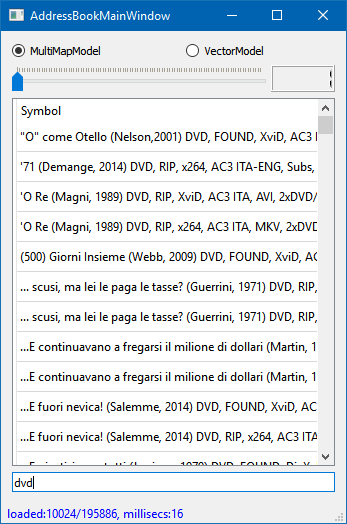 AddressBookMainWindow
MultiMapModel VectorModel
Symbol
"O" come Otello (Nelson,2001) DVD, FOUND, XviD, AC3 I
'71 (Demange, 2014) DVD, RIP, x264, AC3 ITA-ENG, Subs,
'O Re (Magni, 1989) DVD, RIP, XviD, AC3 ITA, AVI, 2xDVD/
'O Re (Magni, 1989) DVD, RIP, x264, AC3 ITA, MKV, 2xDVD
(500) Giorni Insieme (Webb, 2009) DVD, FOUND, XviD, AC
... scusi, ma lei le paga le tasse? (Guerrini, 1971) DVD, RIP,
... scusi, ma lei le paga le tasse? (Guerrini, 1971) DVD, RIP,
...E continuavano a fregarsi il milione di dollari (Martin, 1
...E continuavano a fregarsi il milione di dollari (Martin, 1
...E fuori nevica! (Salemme, 2014) DVD, FOUND, XviD, AC
...E fuori nevica! (Salemme, 2014) DVD, RIP, x264, AC3 ITA
dvd
loaded:10024/195886, millisecs:16